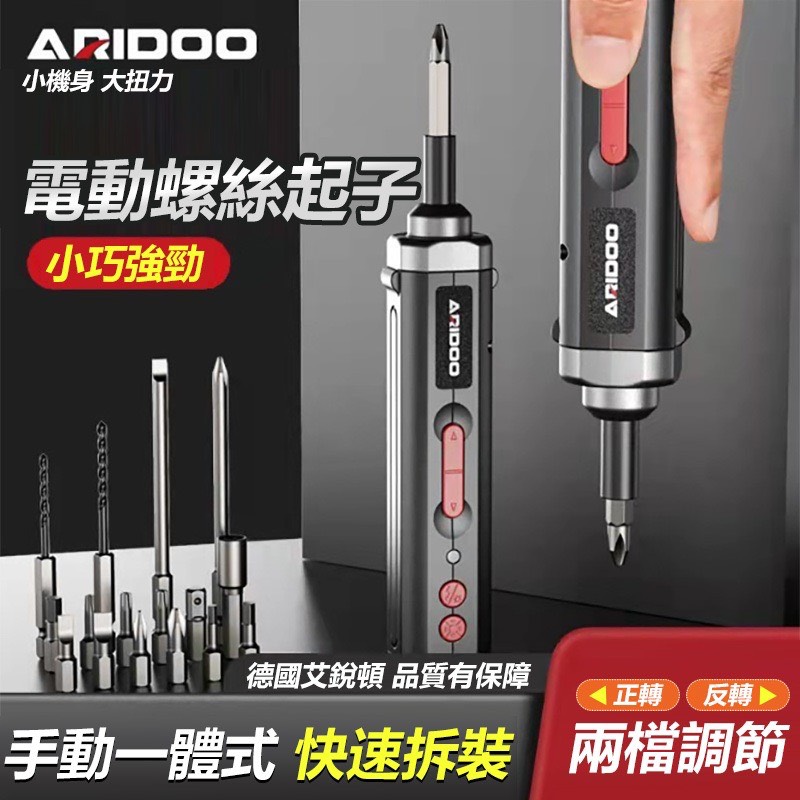 ARIDOO
小機身 大扭力
電動螺絲起子
小巧強勁
ARIDOO
ARIDOO
德國艾銳頓 品質有保障
正轉 反轉
手動一體式 快速拆裝
兩檔調節